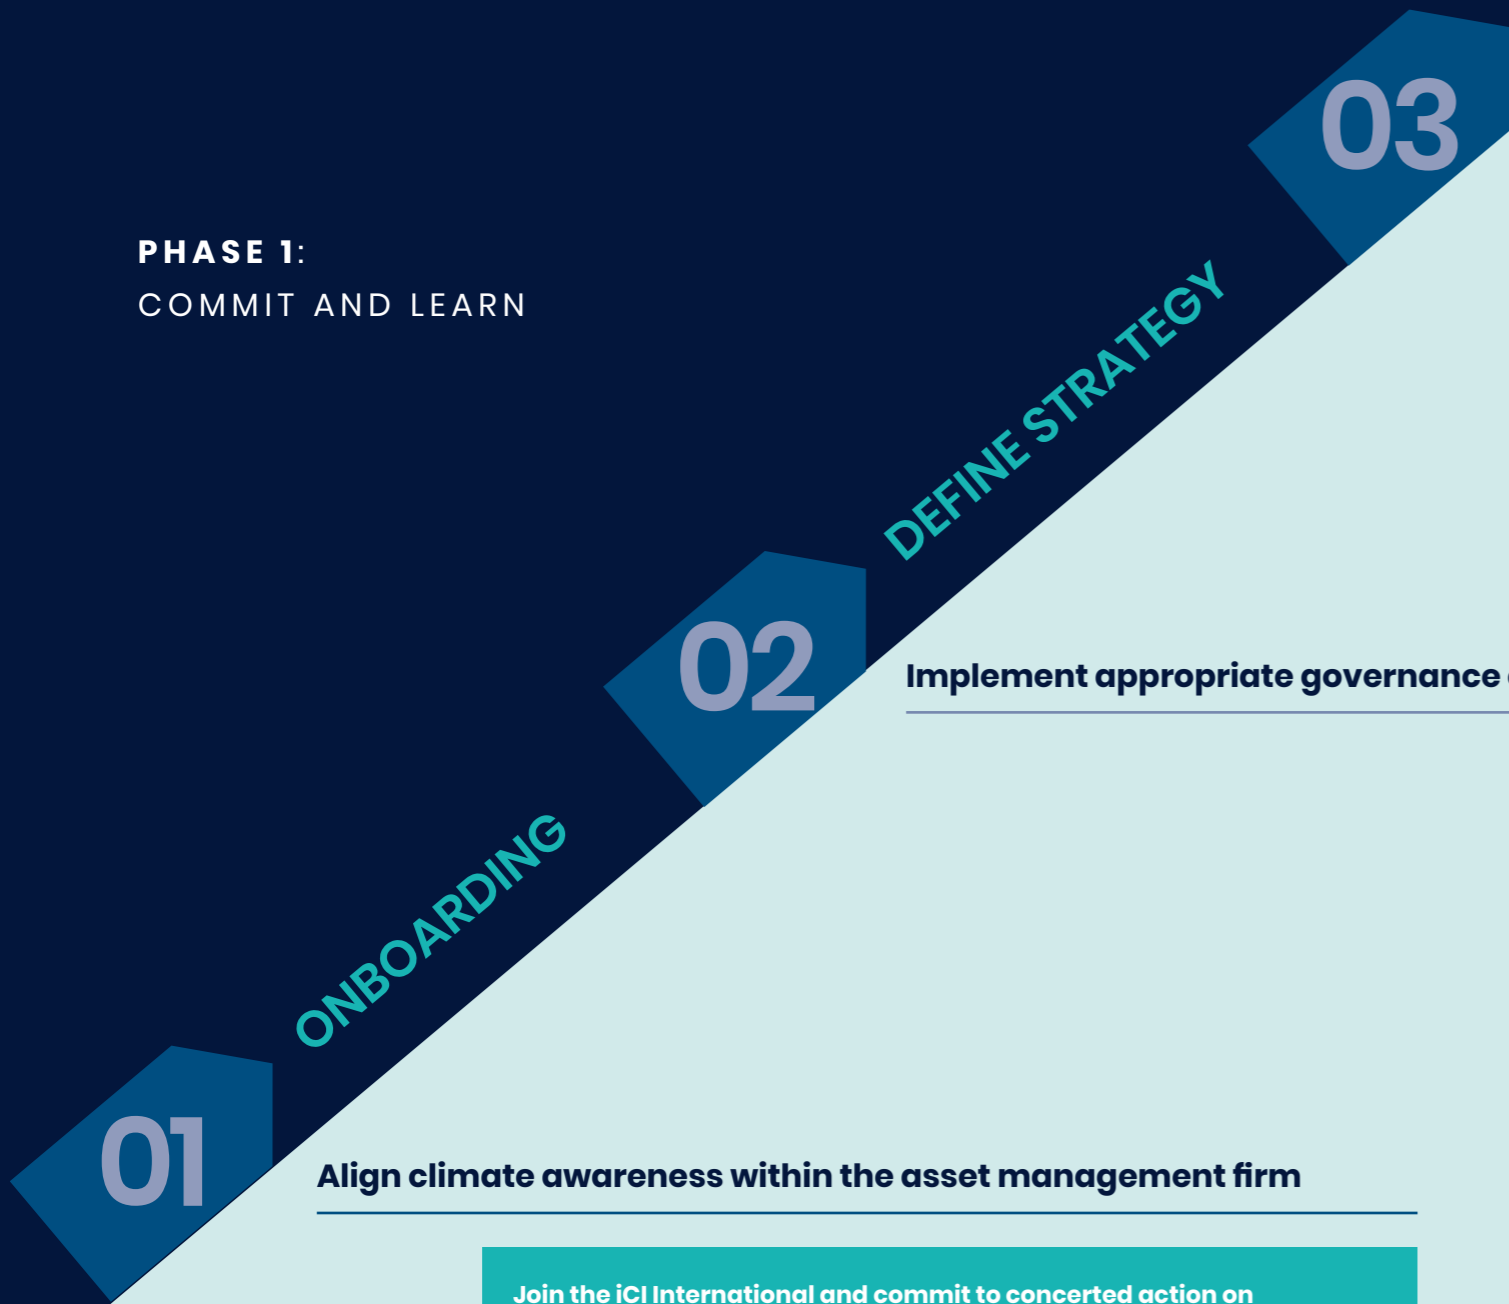 PHASE 1:
COMMIT AND LEARN
03
DEFINE STRATEGY
02
Implement appropriate governance
ONBOARDING
01
Align climate awareness within the asset management firm
Join the iCI International and commit to concerted action on